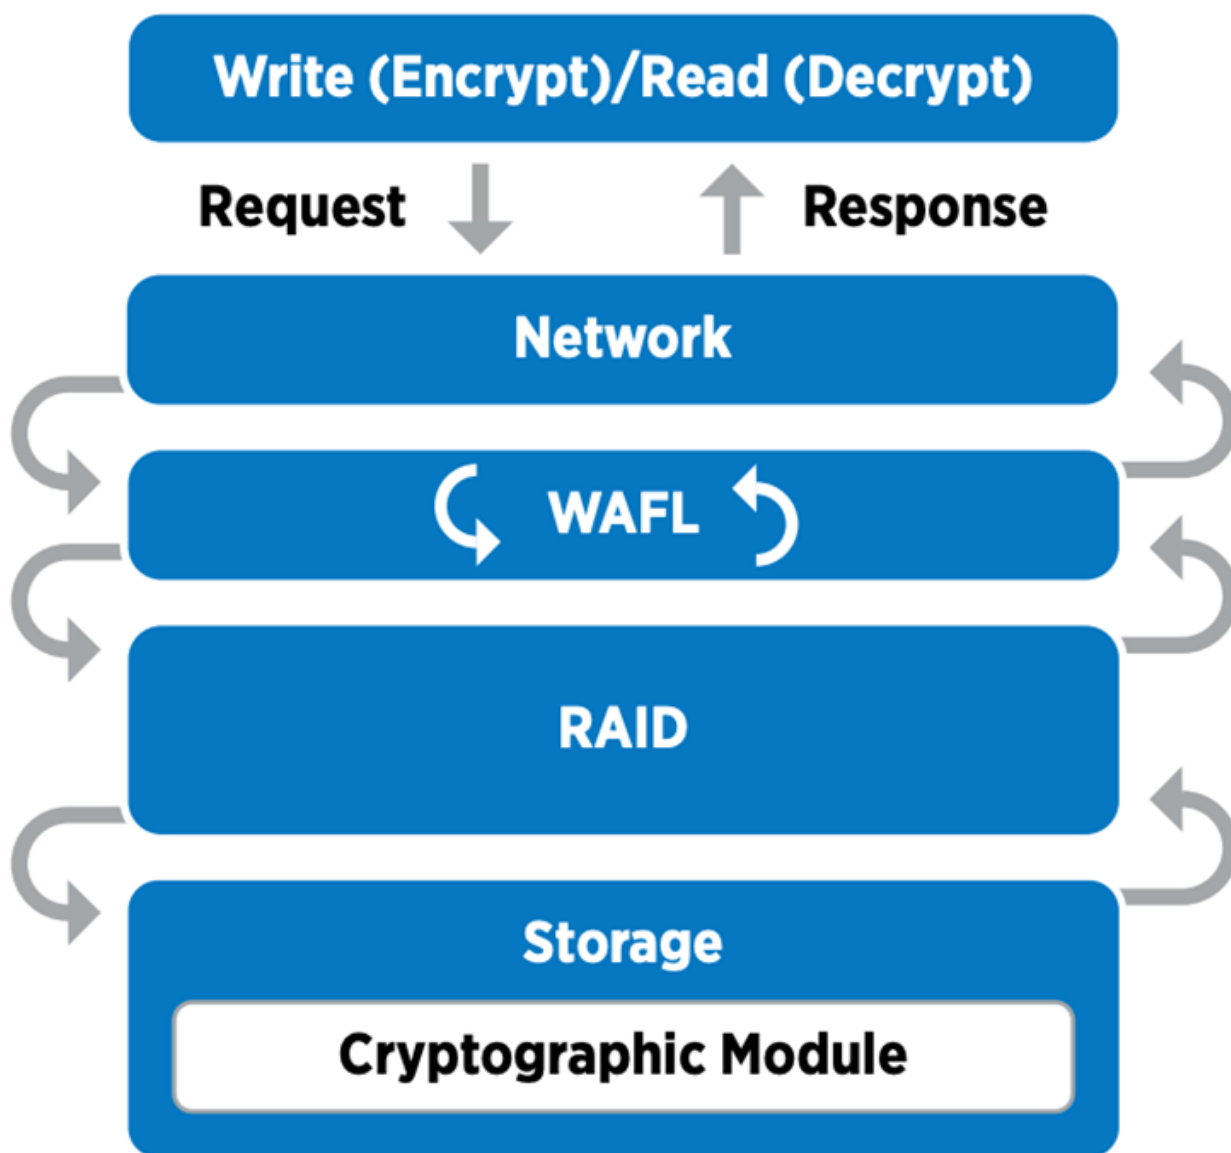 Write (Encrypt)/Read (Decrypt)
Request
Response
Network
WAFL
RAID
Storage
Cryptographic Module